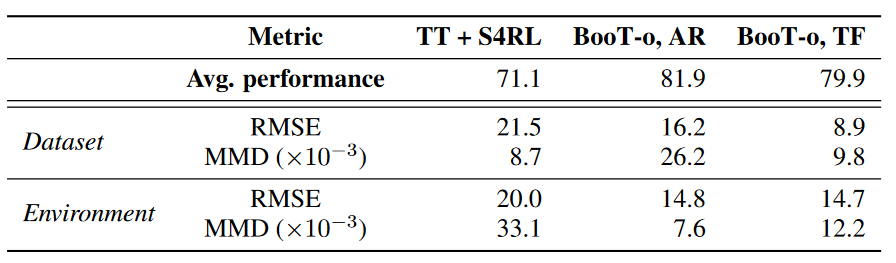 Metric TT + S4RL BooT-o, AR BooT-o, TF
Avg. performance 71.1 81.9 79.9
Dataset RMSE 21.5 16.2 8.9
MMD (×10⁻³) 8.7 26.2 9.8
Environment RMSE 20.0 14.8 14.7
MMD (×10⁻³) 33.1 7.6 12.2